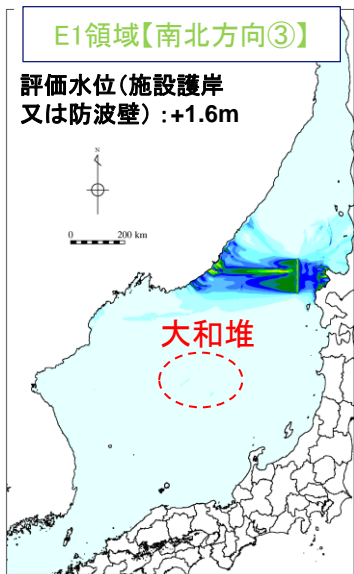 E1領域【南北方向③】
評価水位(施設護岸
又は防波壁):+1.6m
N
0 200 km
大和堆